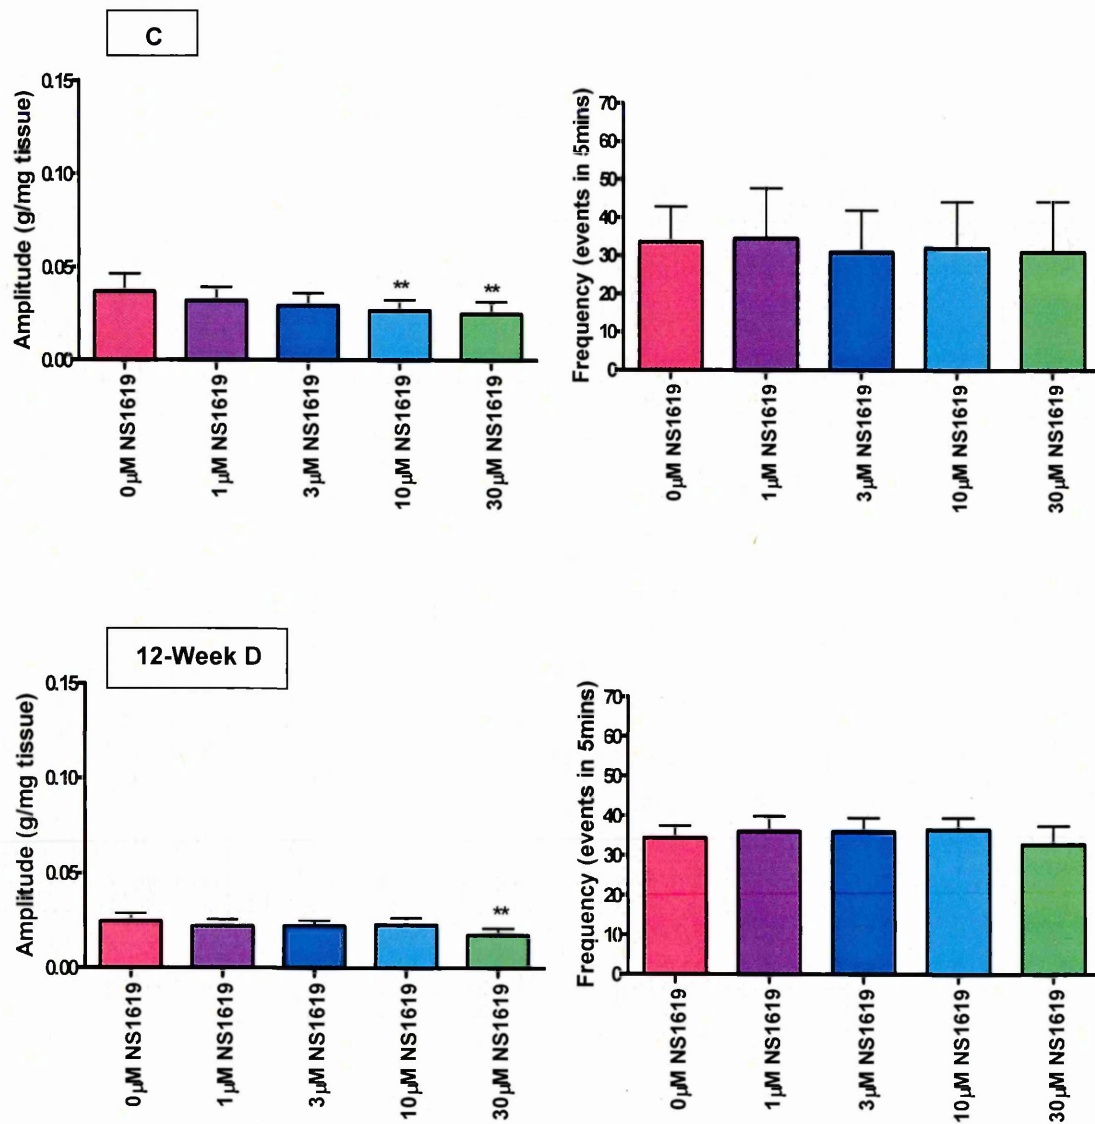 C
Amplitude (g/mg tissue)
0.15
0.10
0.05
0.00
**
**
0µM NS1619
1µM NS1619
3µM NS1619
10µM NS1619
30µM NS1619
Frequency (events in 5mins)
70
60
50
40
30
20
10
0
0µM NS1619
1µM NS1619
3µM NS1619
10µM NS1619
30µM NS1619
12-Week D
Amplitude (g/mg tissue)
0.15
0.10
0.05
0.00
**
0µM NS1619
1µM NS1619
3µM NS1619
10µM NS1619
30µM NS1619
Frequency (events in 5mins)
70
60
50
40
30
20
10
0
0µM NS1619
1µM NS1619
3µM NS1619
10µM NS1619
30µM NS1619